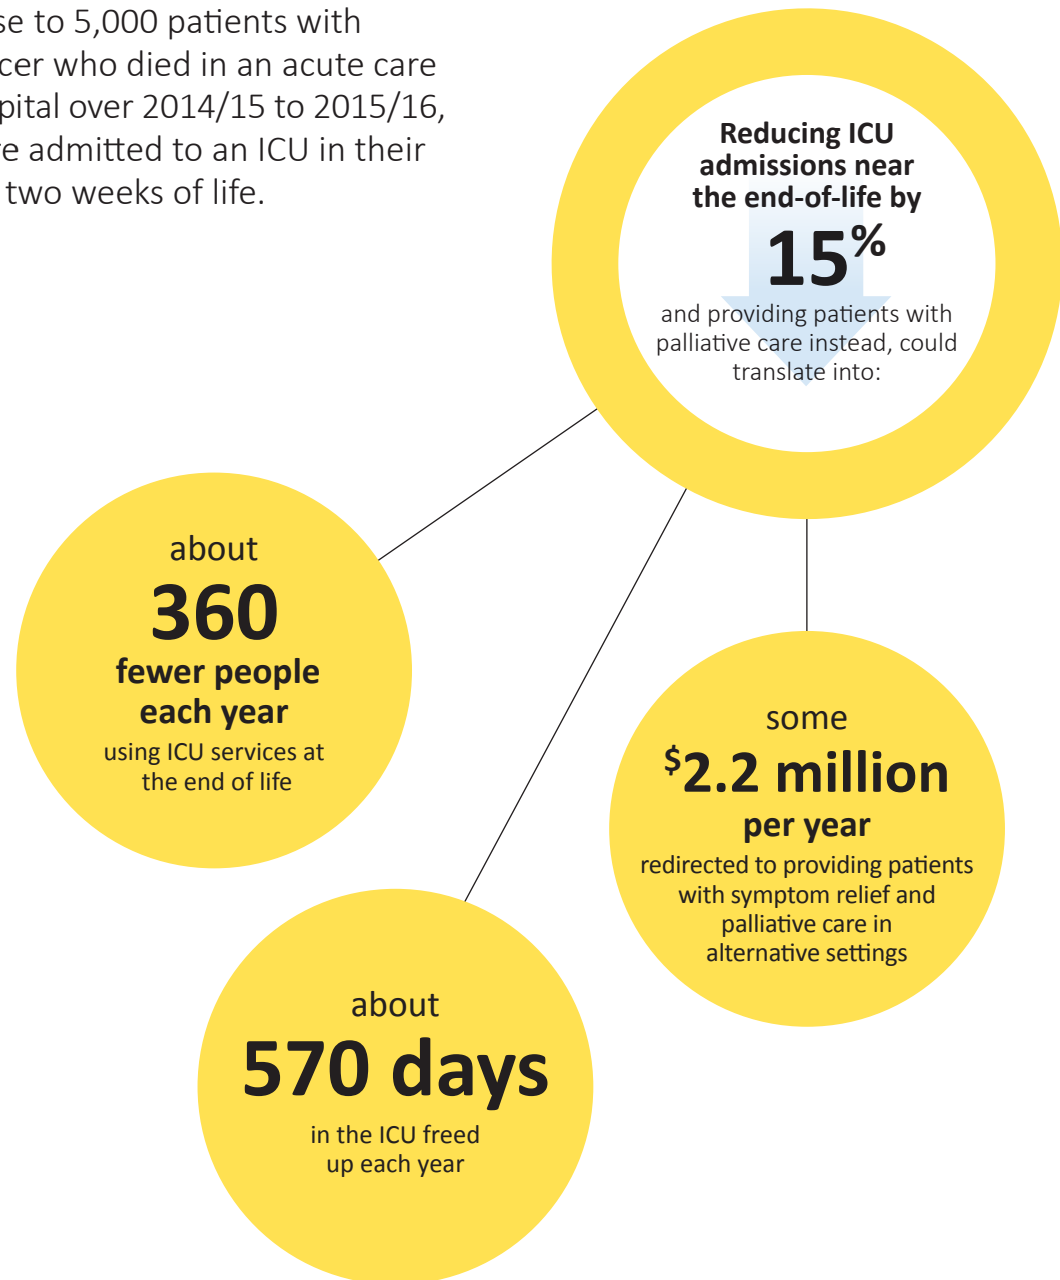 se to 5,000 patients with
cer who died in an acute care
pital over 2014/15 to 2015/16,
e admitted to an ICU in their
two weeks of life.
Reducing ICU
admissions near
the end-of-life by
15%
and providing patients with
palliative care instead, could
translate into:
about
360
fewer people
each year
using ICU services at
the end of life
some
$2.2 million
per year
redirected to providing patients
with symptom relief and
palliative care in
alternative settings
about
570 days
in the ICU freed
up each year